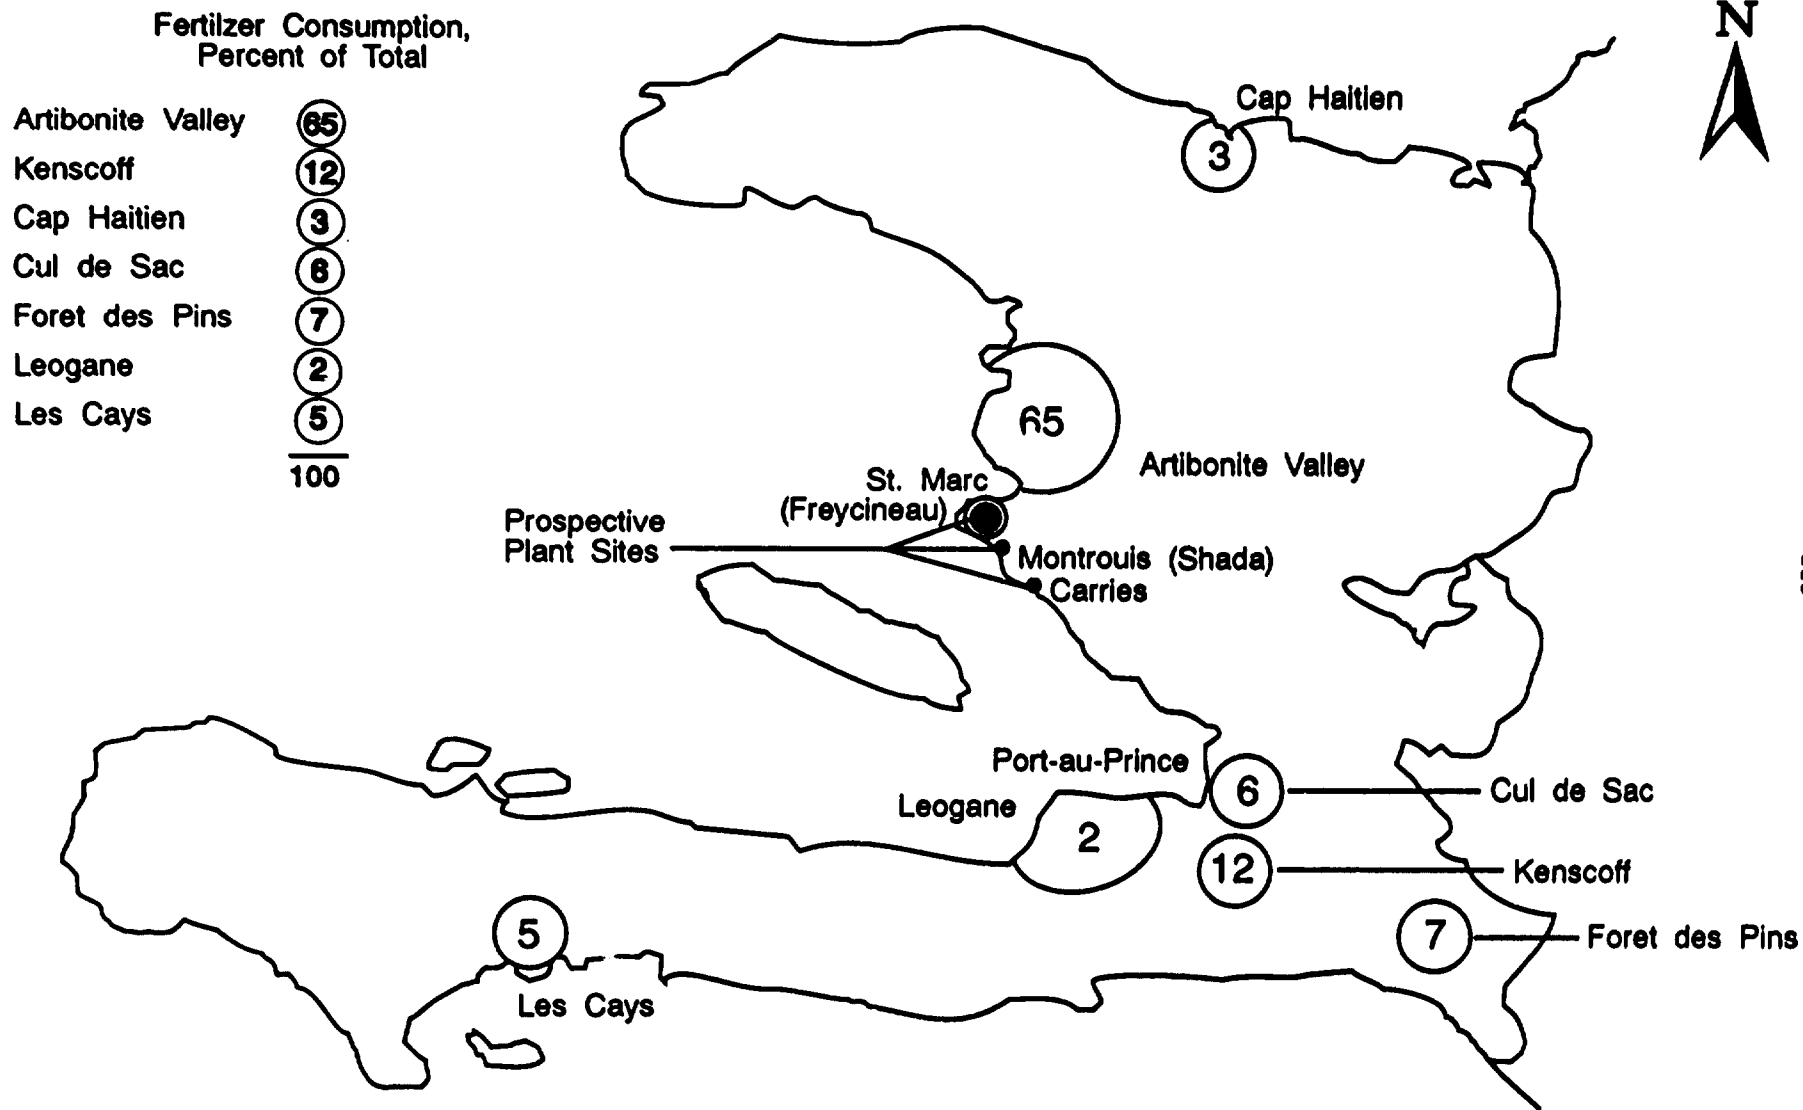 Fertilzer Consumption,
Percent of Total
Artibonite Valley 65
Kenscoff 12
Cap Haitien 3
Cul de Sac 6
Foret des Pins 7
Leogane 2
Les Cays 5
100
N
Cap Haitien
3
65
Artibonite Valley
St. Marc
(Freycineau)
Prospective
Plant Sites
Montrouis (Shada)
Carries
Port-au-Prince
6
Cul de Sac
Leogane
2
12
Kenscoff
5
7
Foret des Pins
Les Cays